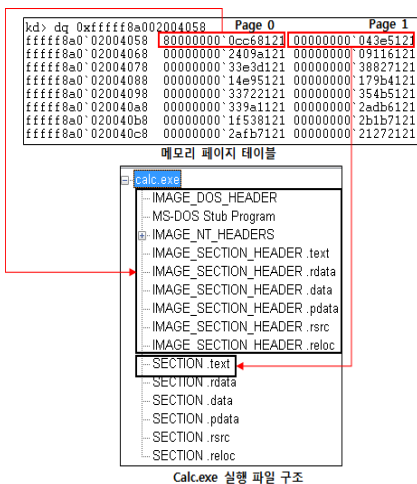 kd> dq 0xfffff8a002004058 Page 0 Page 1
fffff8a0`02004058 80000000`0cc68121 00000000`043e5121
fffff8a0`02004068 00000000`2409a121 00000000`09116121
fffff8a0`02004078 00000000`33e3d121 00000000`38827121
fffff8a0`02004088 00000000`14e95121 00000000`179b4121
fffff8a0`02004098 00000000`33722121 00000000`354b5121
fffff8a0`020040a8 00000000`339a1121 00000000`2adb6121
fffff8a0`020040b8 00000000`1f538121 00000000`2b1b7121
fffff8a0`020040c8 00000000`2afb7121 00000000`21272121
메모리 페이지 테이블
calc.exe
IMAGE_DOS_HEADER
MS-DOS Stub Program
IMAGE_NT_HEADERS
IMAGE_SECTION_HEADER .text
IMAGE_SECTION_HEADER .rdata
IMAGE_SECTION_HEADER .data
IMAGE_SECTION_HEADER .pdata
IMAGE_SECTION_HEADER .rsrc
IMAGE_SECTION_HEADER .reloc
SECTION .text
SECTION .rdata
SECTION .data
SECTION .pdata
SECTION .rsrc
SECTION .reloc
Calc.exe 실행 파일 구조